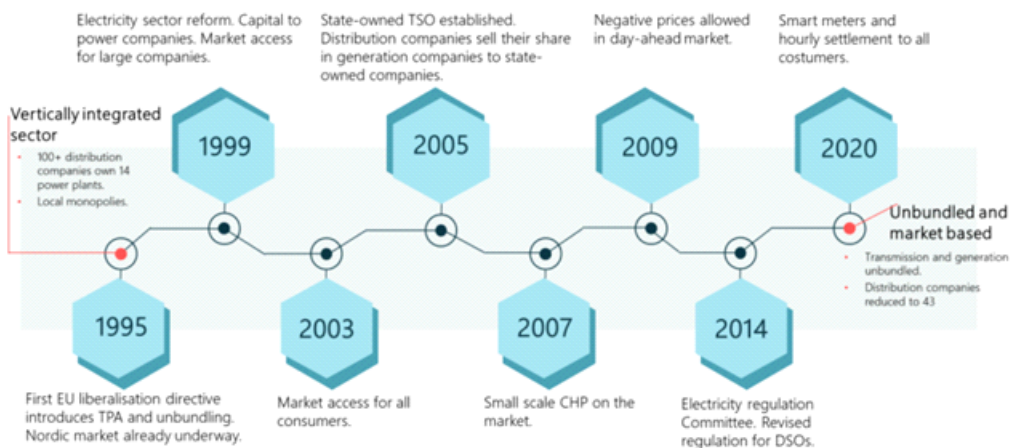 Electricity sector reform. Capital to
power companies. Market access
for large companies.
State-owned TSO established.
Distribution companies sell their share
in generation companies to state-
owned companies.
Negative prices allowed
in day-ahead market.
Smart meters and
hourly settlement to all
costumers.
Vertically integrated
sector
• 100+ distribution
companies own 14
power plants.
• Local monopolies.
1999
2005
2009
2020
Unbundled and
market based
• Transmission and generation
unbundled.
• Distribution companies
reduced to 43
1995
2003
2007
2014
First EU liberalisation directive
introduces TPA and unbundling.
Nordic market already underway.
Market access for all
consumers.
Small scale CHP on the
market.
Electricity regulation
Committee. Revised
regulation for DSOs.